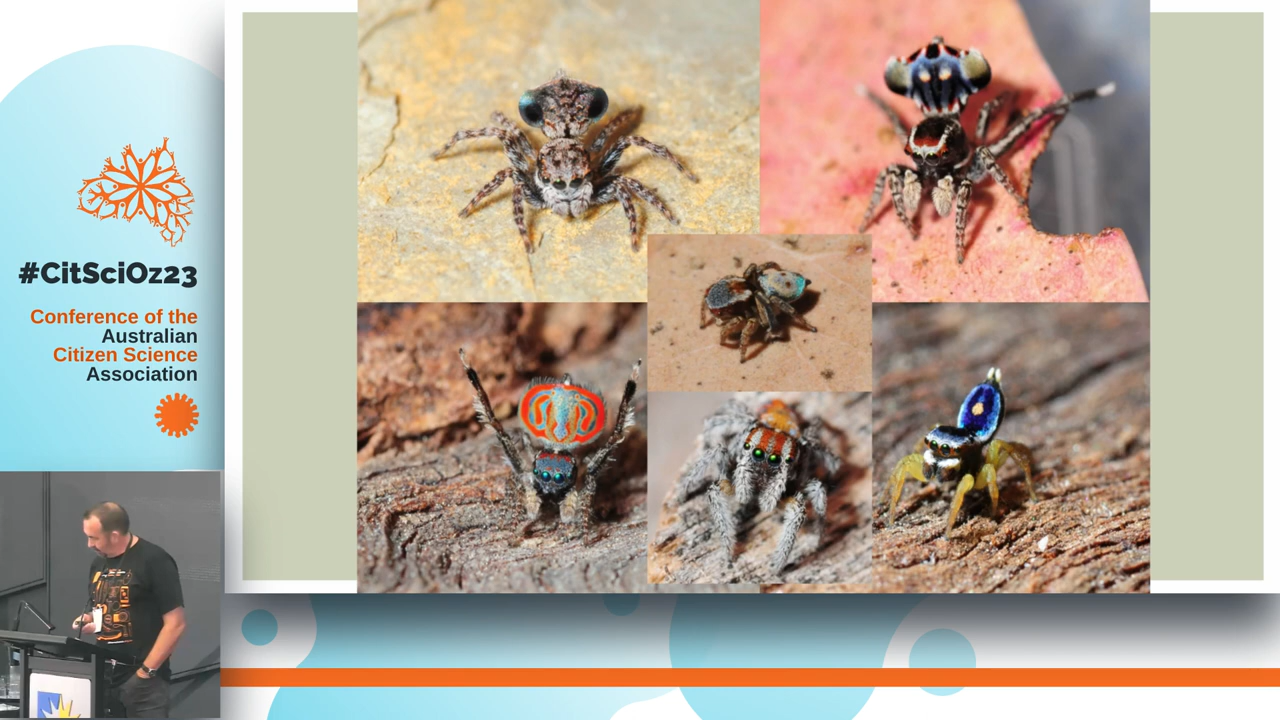 #CitSciOz23
Conference of the
Australian
Citizen Science
Association